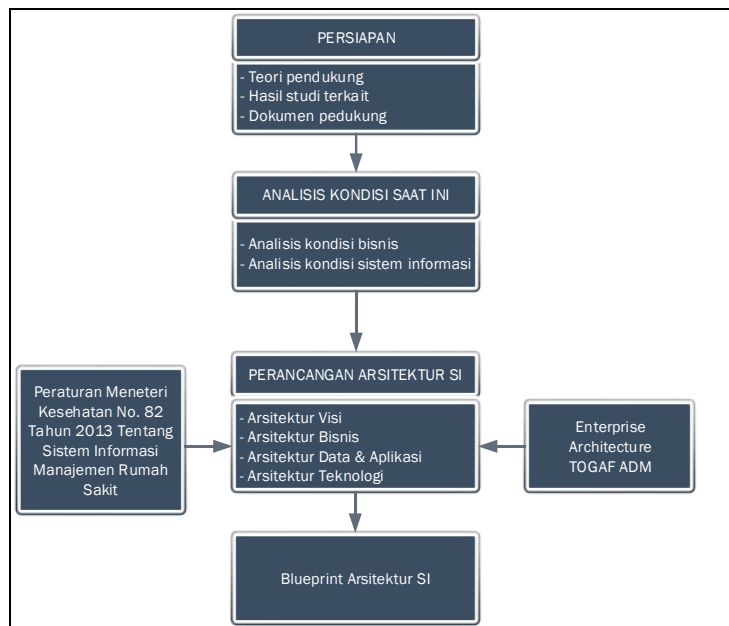 PERSIAPAN
- Teori pendukung
- Hasil studi terkait
- Dokumen pedukung
ANALISIS KONDISI SAAT INI
- Analisis kondisi bisnis
- Analisis kondisi sistem informasi
PERANCANGAN ARSITEKTUR SI
Peraturan Meneteri
Kesehatan No. 82
Tahun 2013 Tentang
Sistem Informasi
Manajemen Rumah
Sakit
- Arsitektur Visi
- Arsitektur Bisnis
- Arsitektur Data & Aplikasi
- Arsitektur Teknologi
Enterprise
Architecture
TOGAF ADM
Blueprint Arsitektur SI